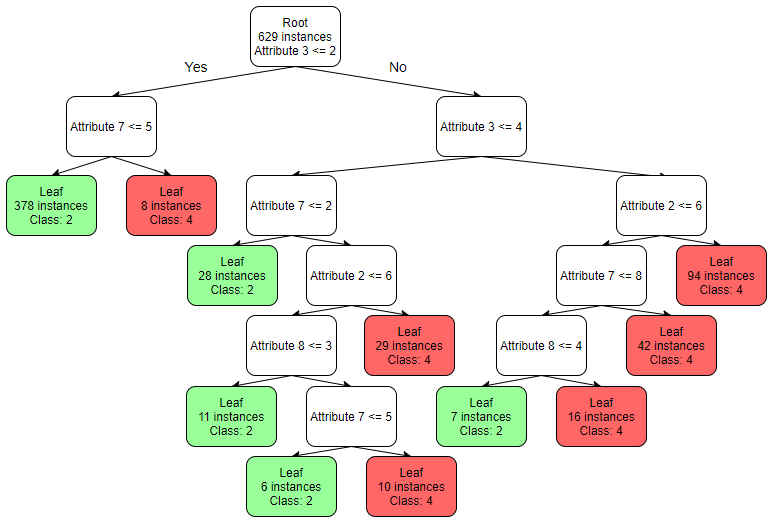 Root
629 instances
Attribute 3 <= 2
Yes
No
Attribute 7 <= 5
Attribute 3 <= 4
Leaf
378 instances
Class: 2
Leaf
8 instances
Class: 4
Attribute 7 <= 2
Attribute 2 <= 6
Leaf
28 instances
Class: 2
Attribute 2 <= 6
Attribute 7 <= 8
Leaf
94 instances
Class: 4
Attribute 8 <= 3
Leaf
29 instances
Class: 4
Attribute 8 <= 4
Leaf
42 instances
Class: 4
Leaf
11 instances
Class: 2
Attribute 7 <= 5
Leaf
7 instances
Class: 2
Leaf
16 instances
Class: 4
Leaf
6 instances
Class: 2
Leaf
10 instances
Class: 4